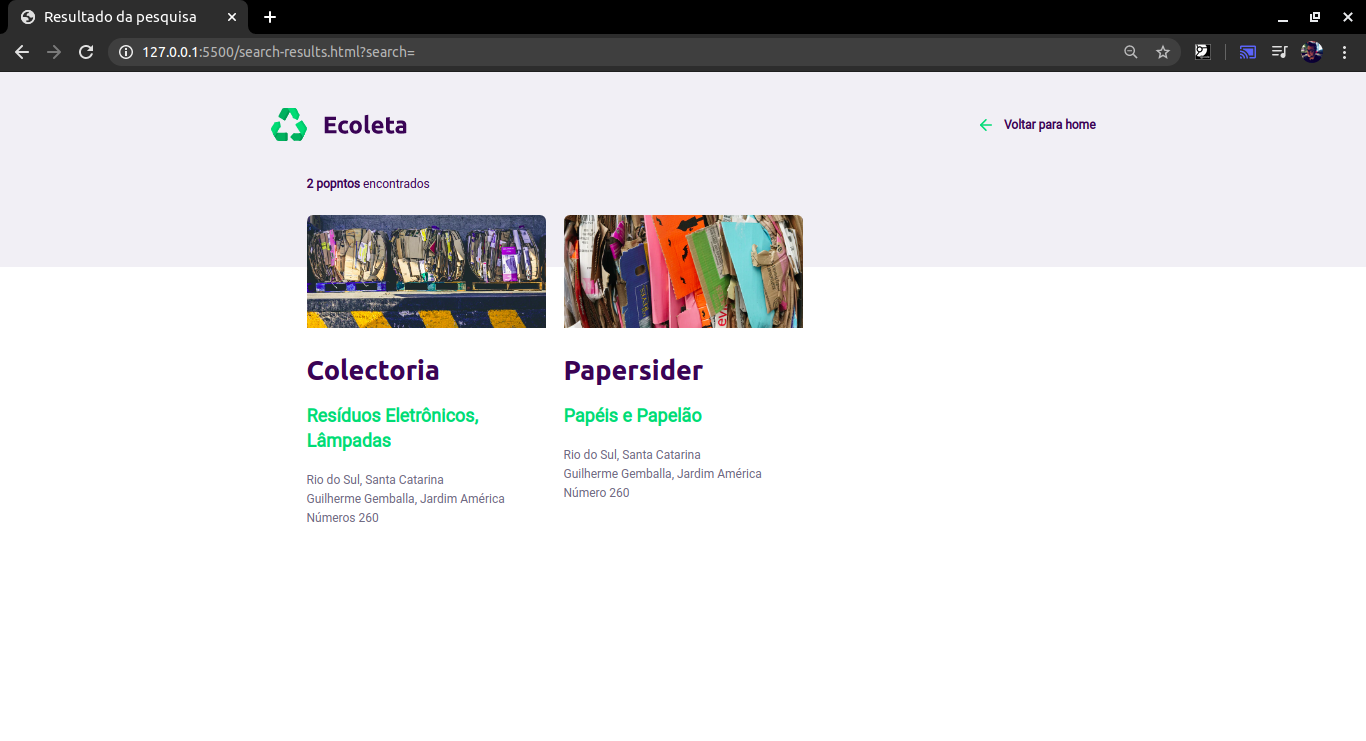 Resultado da pesquisa
127.0.0.1:5500/search-results.html?search=
Ecoleta
Voltar para home
2 popntos encontrados
Colectoria
Resíduos Eletrônicos,
Lâmpadas
Rio do Sul, Santa Catarina
Guilherme Gemballa, Jardim América
Números 260
Papersider
Papéis e Papelão
Rio do Sul, Santa Catarina
Guilherme Gemballa, Jardim América
Número 260